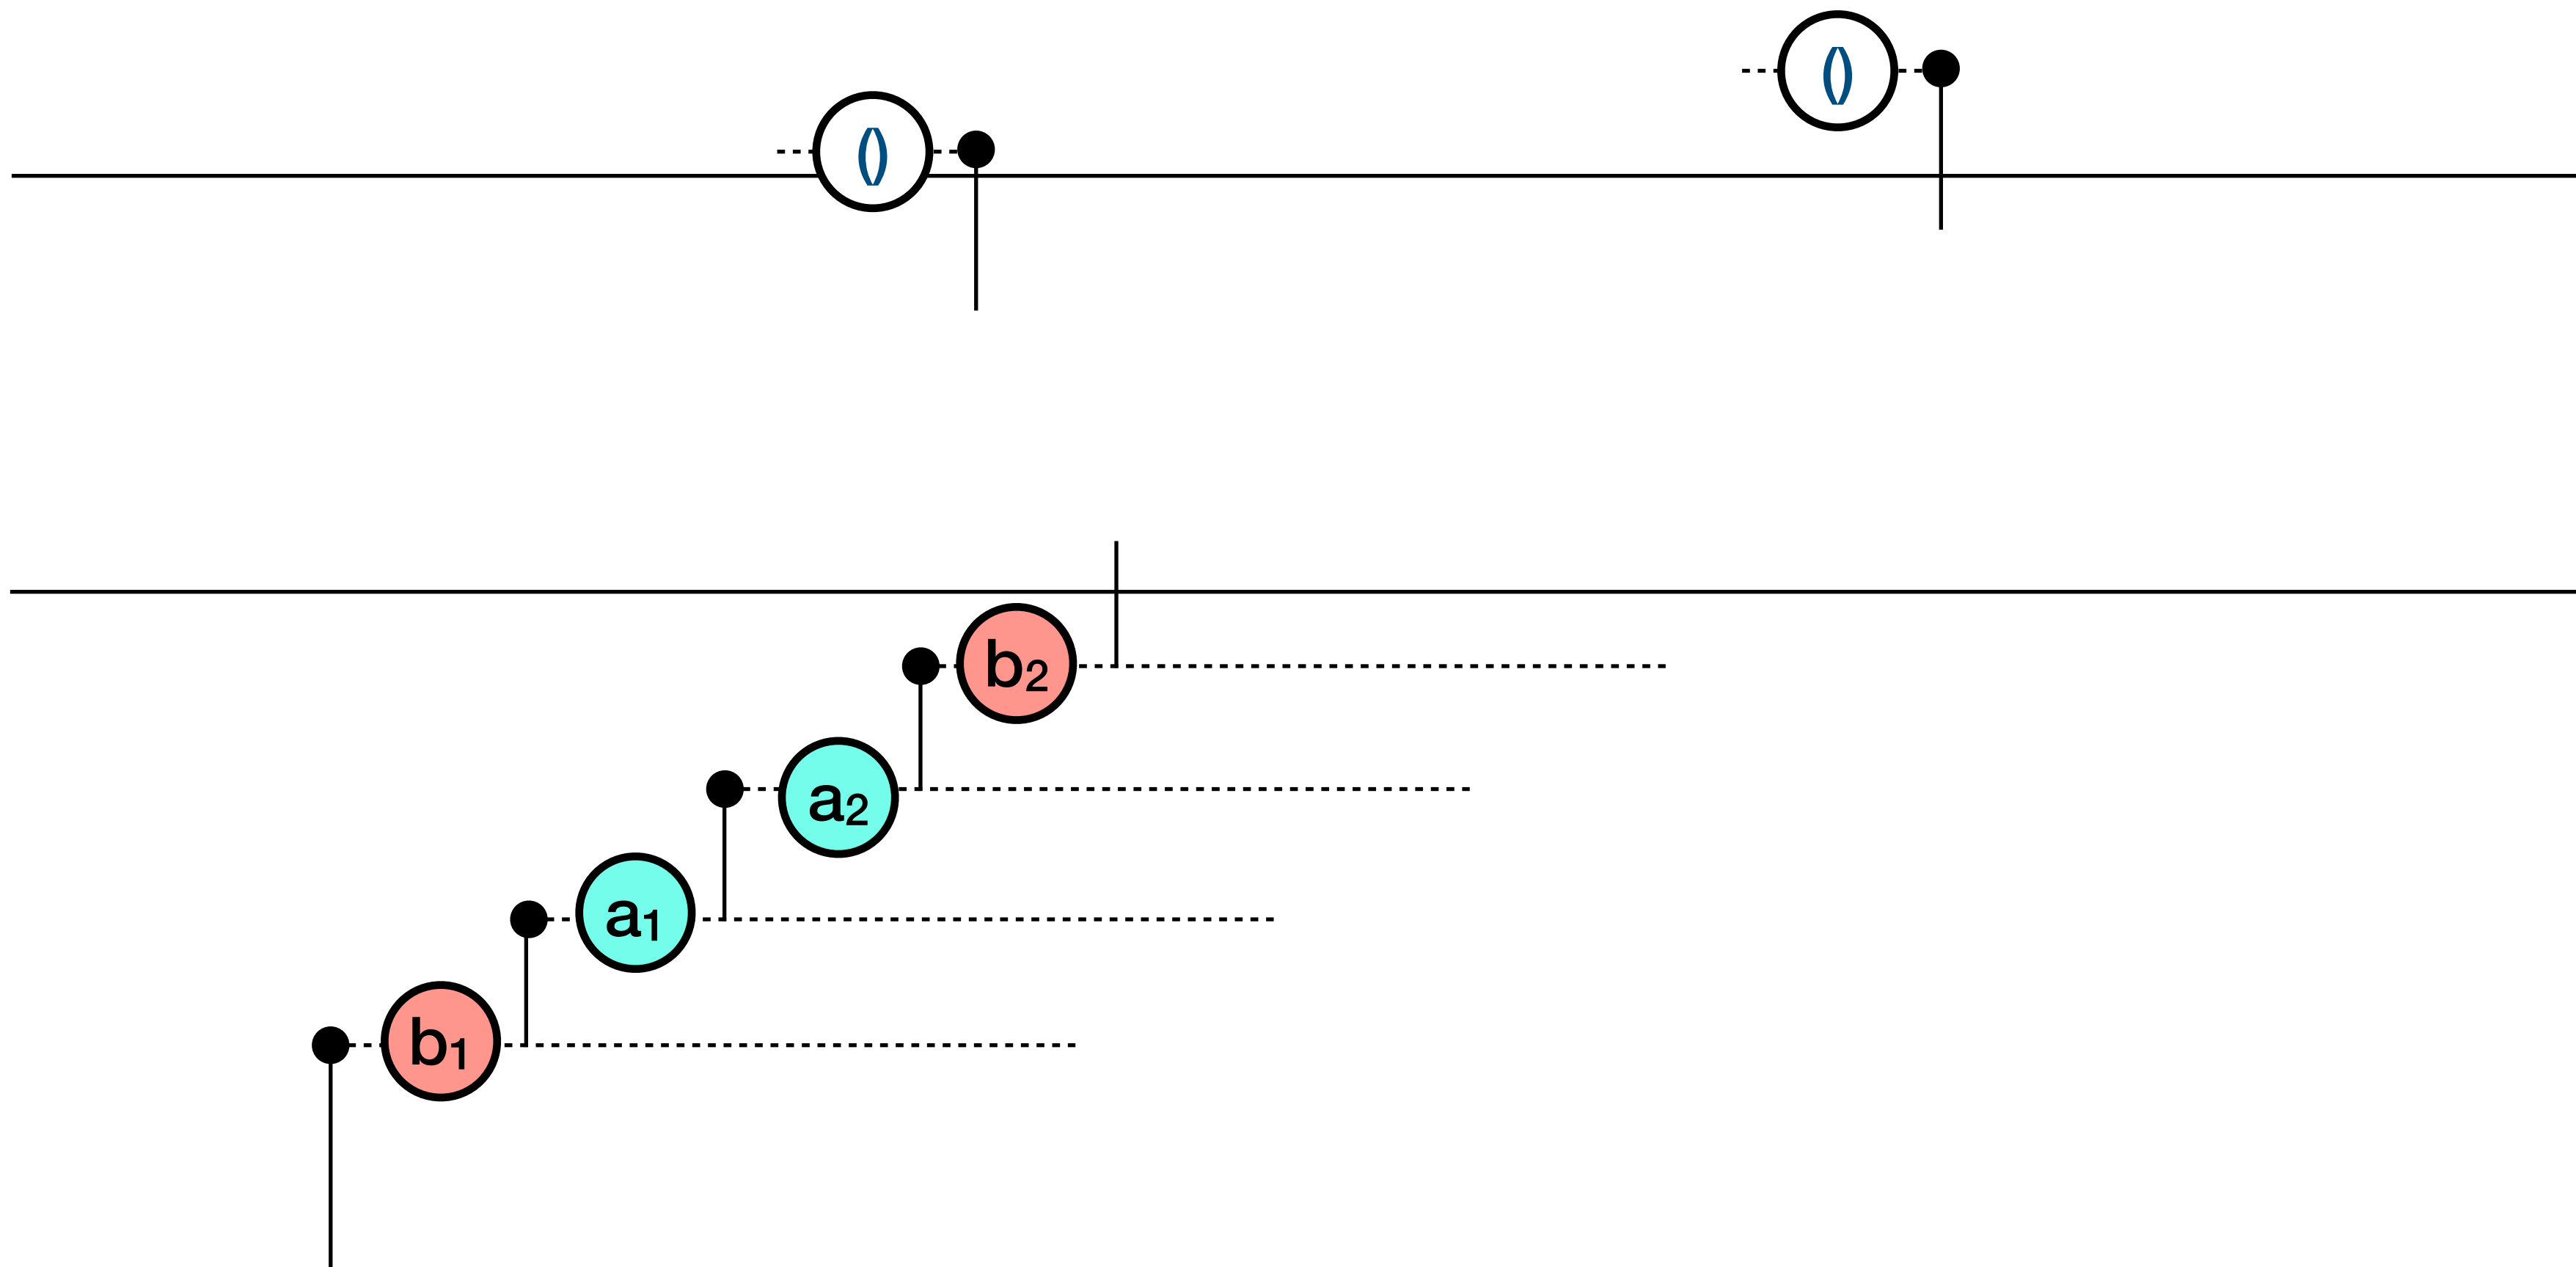 ()
()
b₂
a₂
a₁
b₁